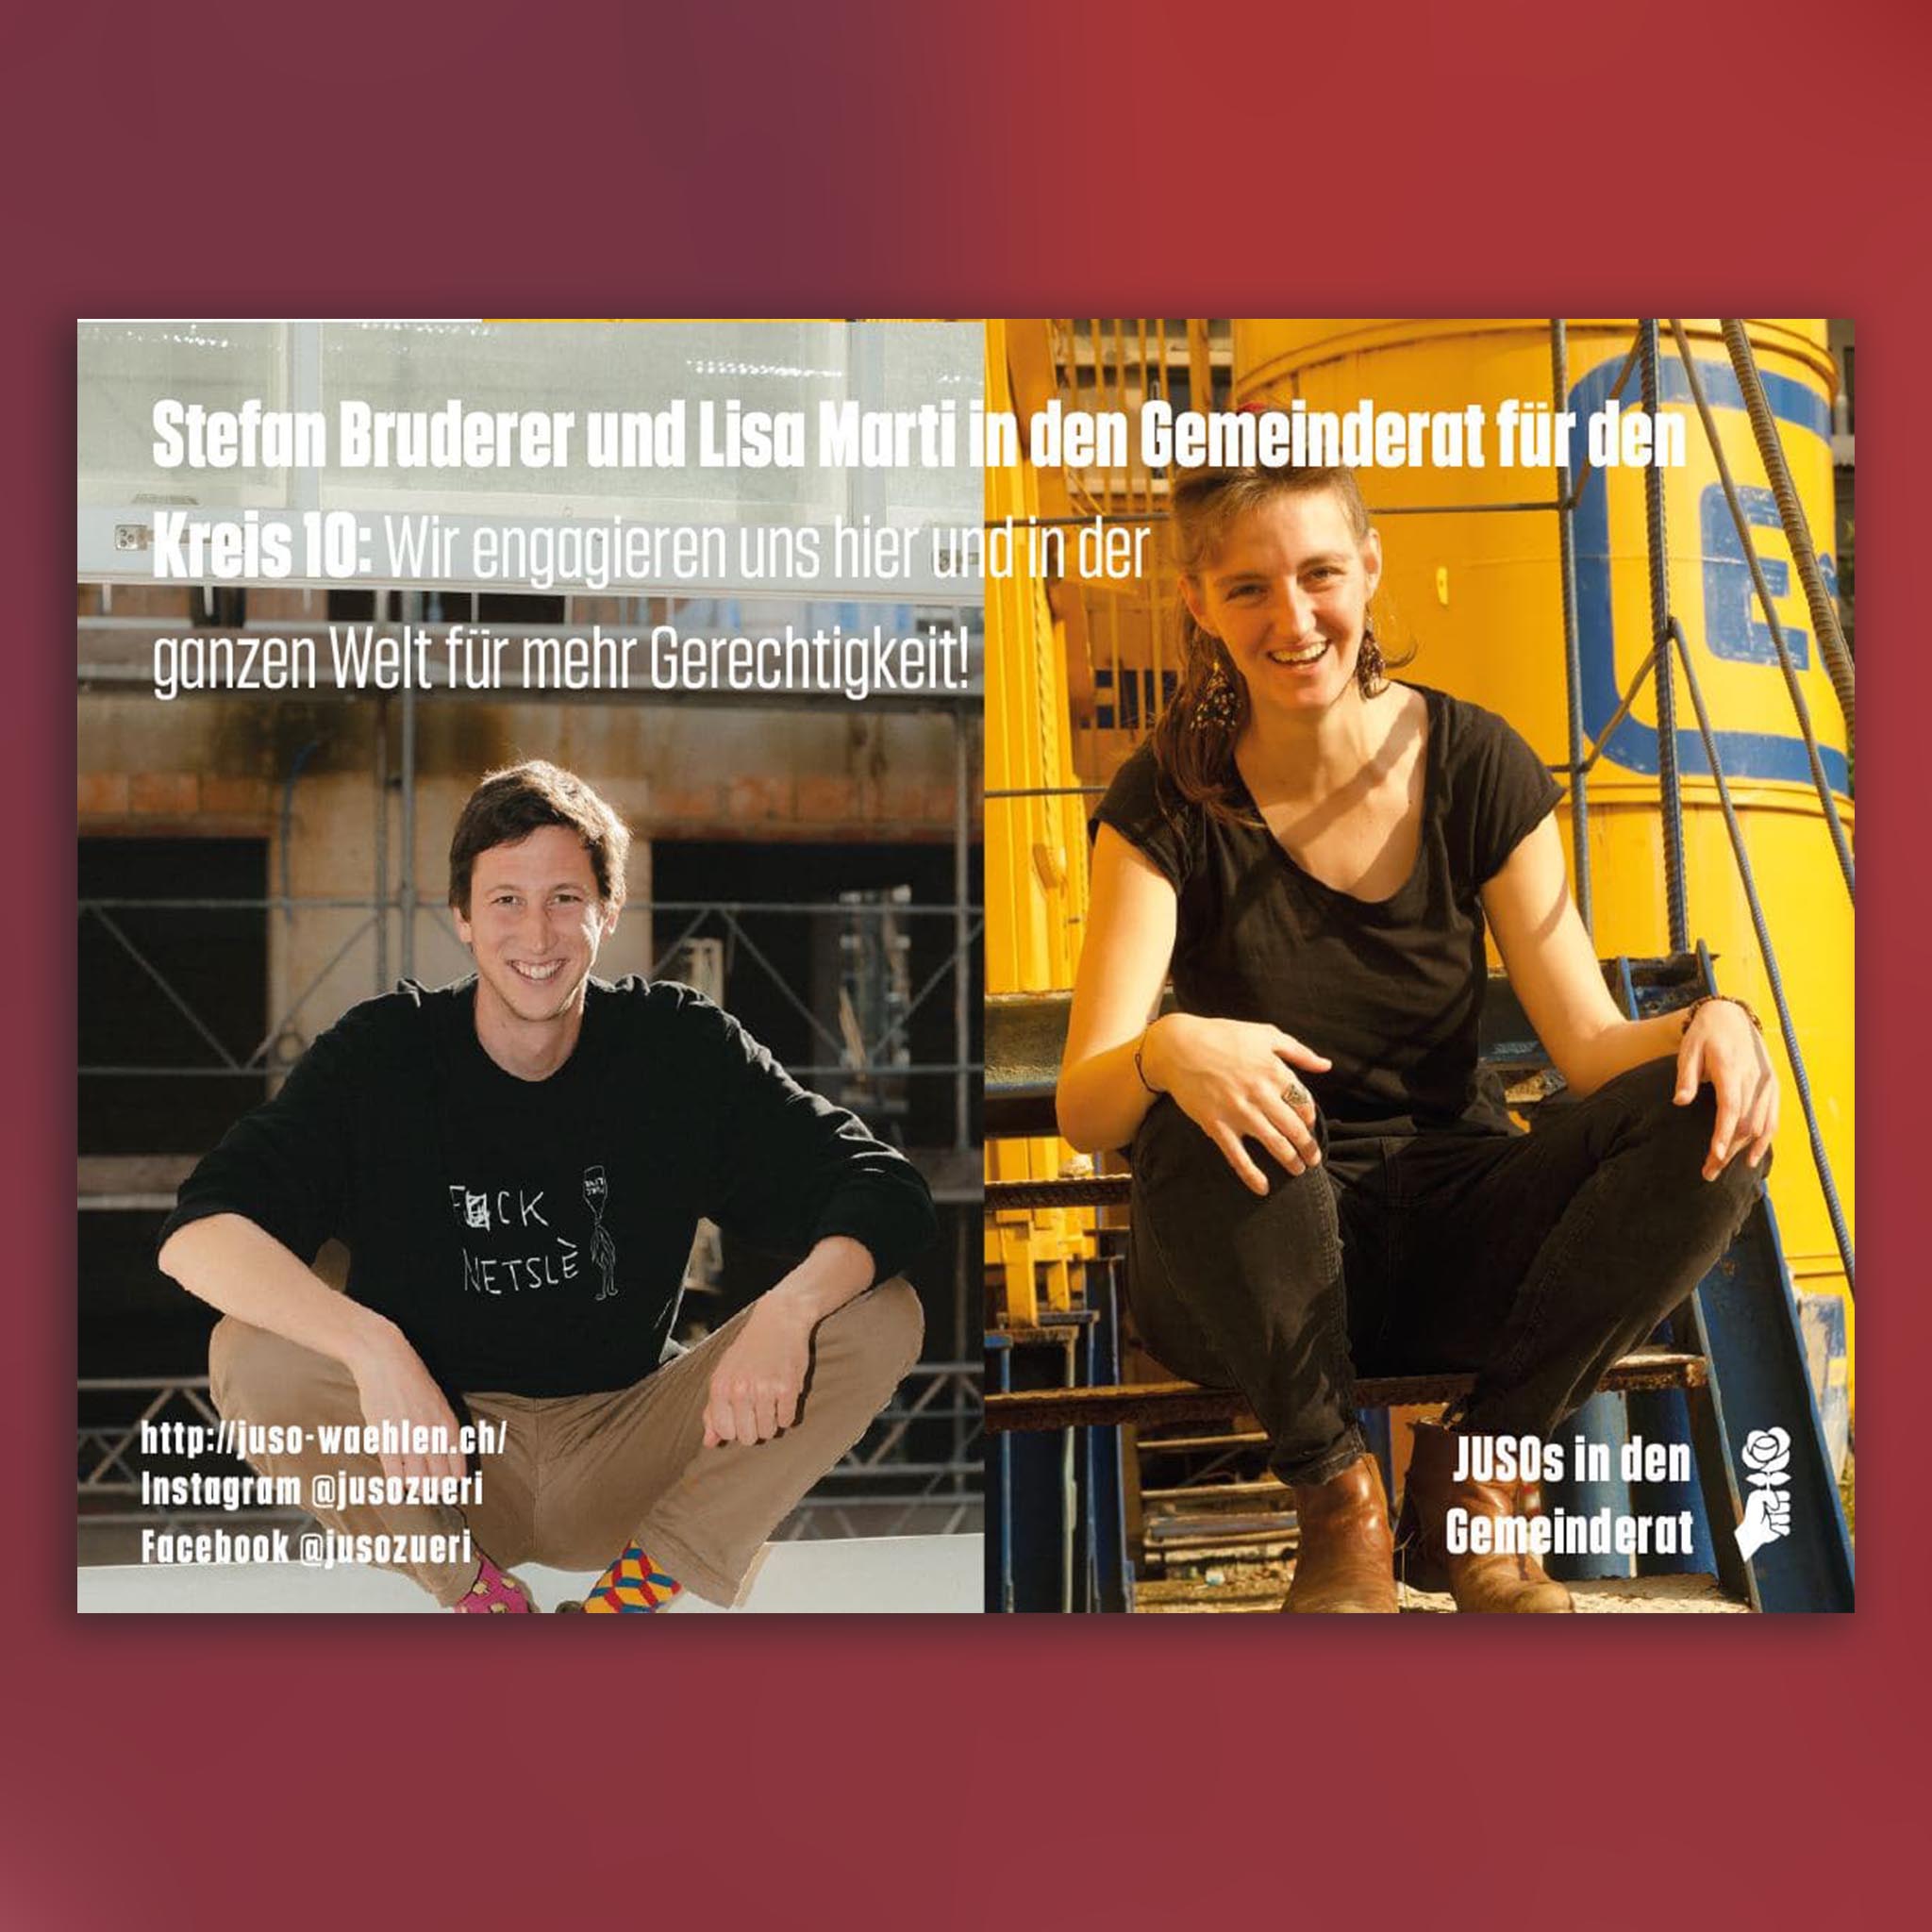 Stefan Bruderer und Lisa Marti in den Gemeinderat für den
Kreis 10: Wir engagieren uns hier und in der
ganzen Welt für mehr Gerechtigkeit!
E
F CK
NETSLÈ
http://juso-waehlen.ch/
Instagram @jusozueri
Facebook @jusozueri
JUSOs in den
Gemeinderat